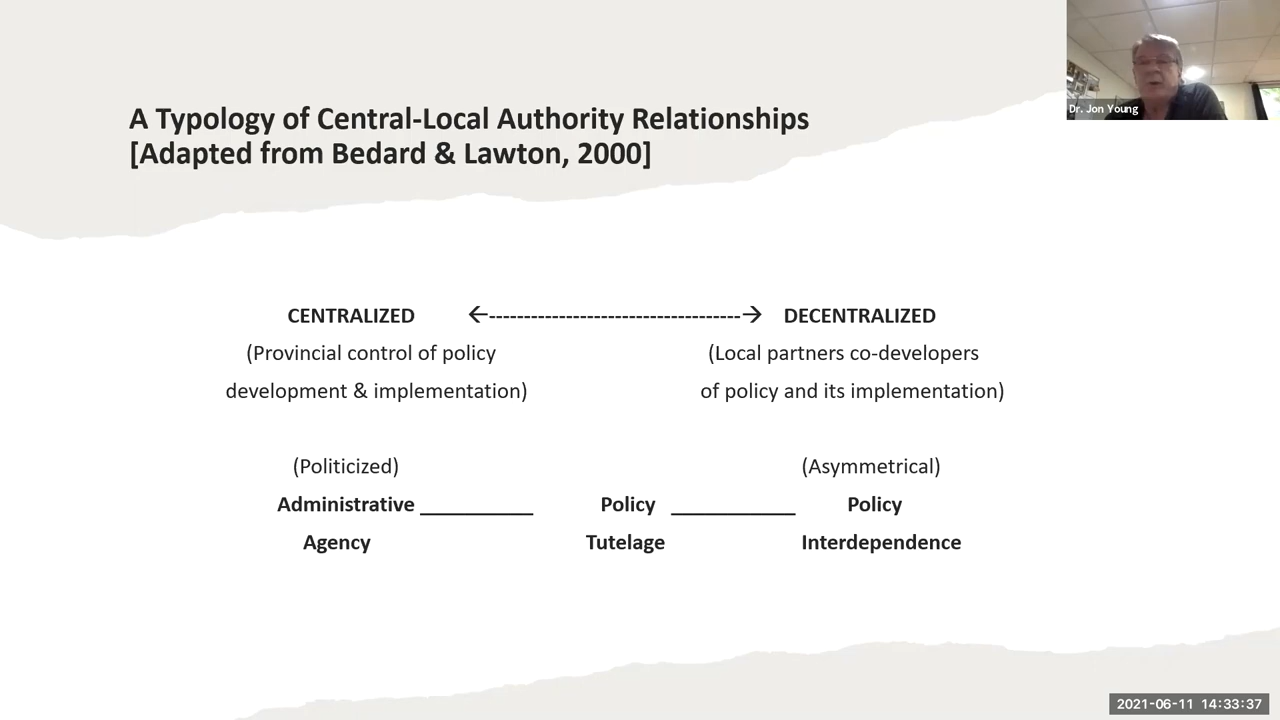 A Typology of Central-Local Authority Relationships
[Adapted from Bedard & Lawton, 2000]
Dr. Jon Young
CENTRALIZED ←------------------------------------→ DECENTRALIZED
(Provincial control of policy (Local partners co-developers
development & implementation) of policy and its implementation)
(Politicized) (Asymmetrical)
Administrative __________ Policy ___________ Policy
Agency Tutelage Interdependence
2021-06-11 14:33:37